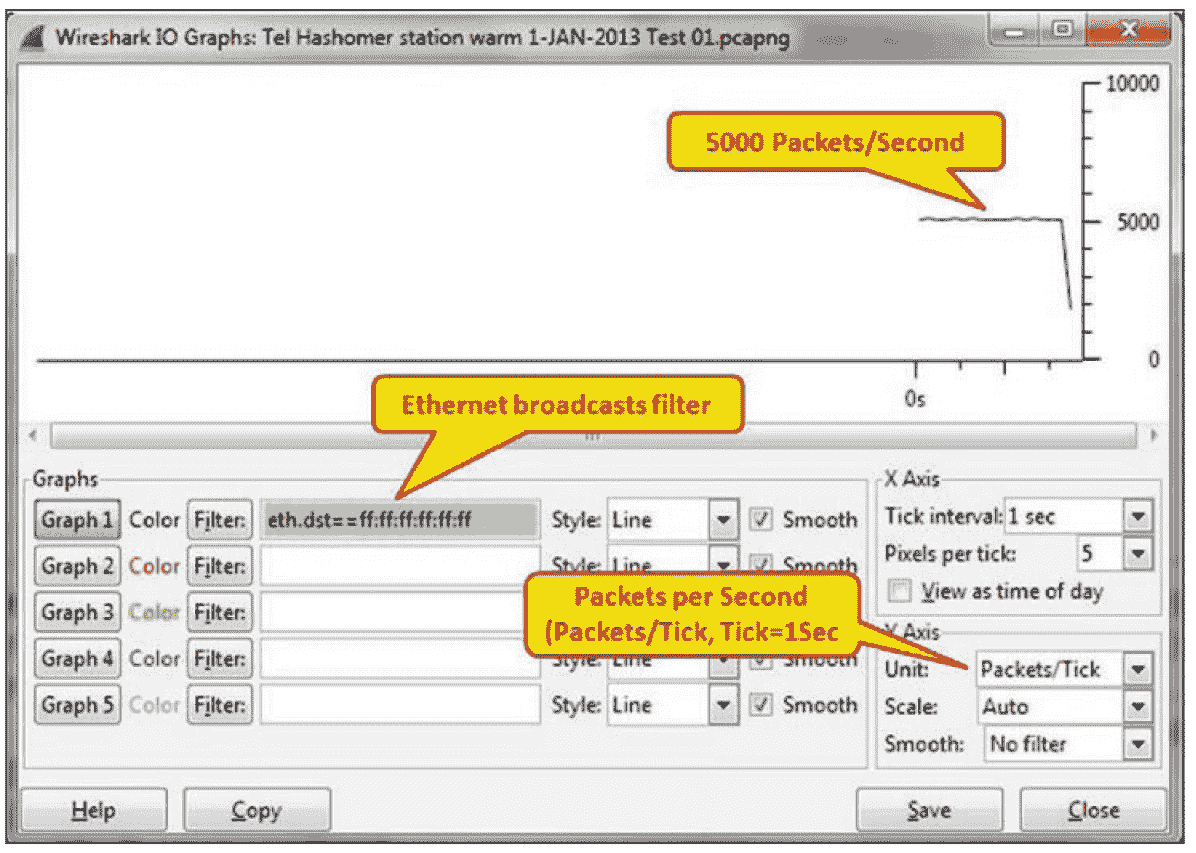 Wireshark IO Graphs: Tel Hashomer station warm 1-JAN-2013 Test 01.pcapng
10000
5000 Packets/Second
5000
0
0s
Ethernet broadcasts filter
Graphs
Graph 1 Color Filter: eth.dst==ff:ff:ff:ff:ff:ff Style: Line Smooth
Graph 2 Color Filter: Style: Line Smooth
Graph 3 Color Filter:
Graph 4 Color Filter: Style: Line Smooth
Graph 5 Color Filter: Style: Line Smooth
Packets per Second
(Packets/Tick, Tick=1Sec
X Axis
Tick interval: 1 sec
Pixels per tick: 5
View as time of day
Y Axis
Unit: Packets/Tick
Scale: Auto
Smooth: No filter
Help Copy Save Close